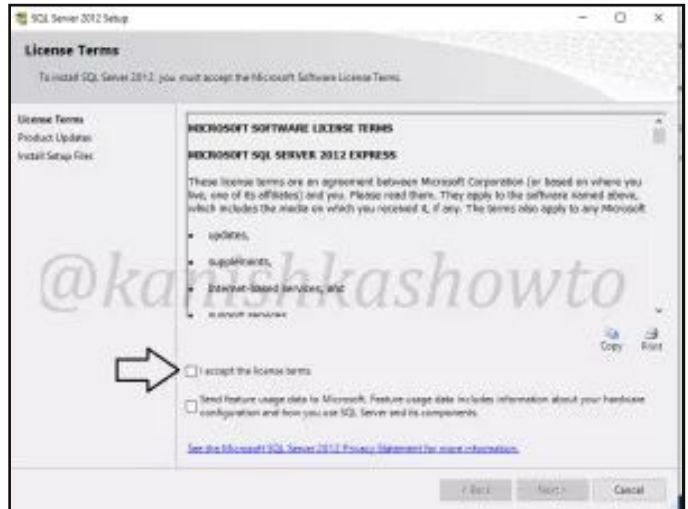 SQL Server 2012 Setup
License Terms
To install SQL Server 2012, you must accept the Microsoft Software License Terms.
License Terms
Product Updates
Install Setup Files
MICROSOFT SOFTWARE LICENSE TERMS
MICROSOFT SQL SERVER 2012 EXPRESS
These license terms are an agreement between Microsoft Corporation (or based on where you
live, one of its affiliates) and you. Please read them. They apply to the software named above,
which includes the media on which you received it, if any. The terms also apply to any Microsoft
• updates,
• supplements,
• Internet-based services, and
• support services
@kanishkashowto
Copy Print
I accept the license terms
Send feature usage data to Microsoft. Feature usage data includes information about your hardware
configuration and how you use SQL Server and its components.
See the Microsoft SQL Server 2012 Privacy Statement for more information.
< Back Next > Cancel